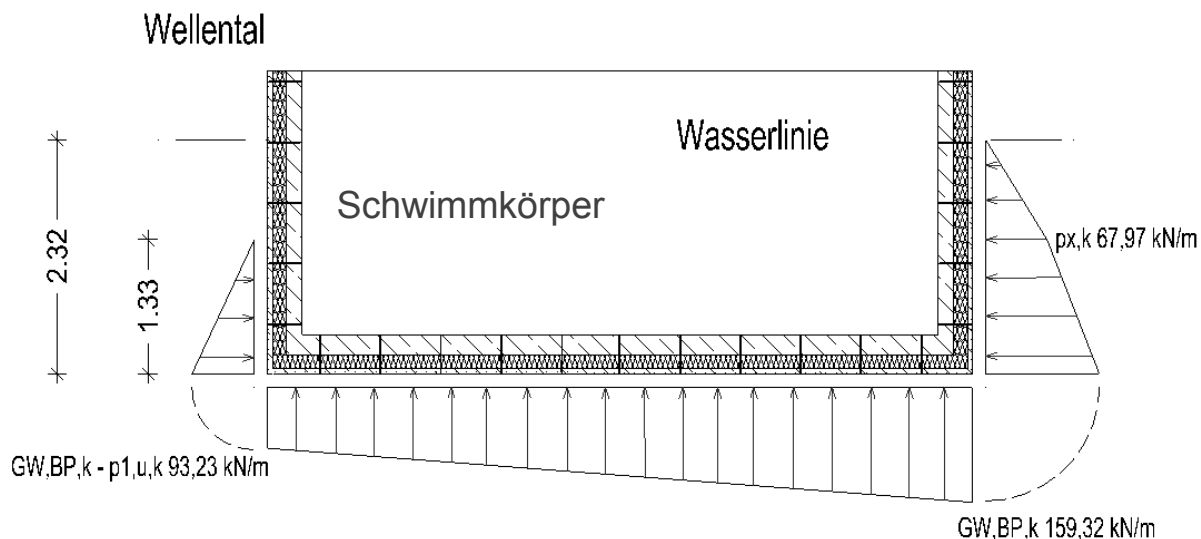 Wellental
Wasserlinie
Schwimmkörper
2.32
1.33
px,k 67,97 kN/m
GW,BP,k - p1,u,k 93,23 kN/m
GW,BP,k 159,32 kN/m